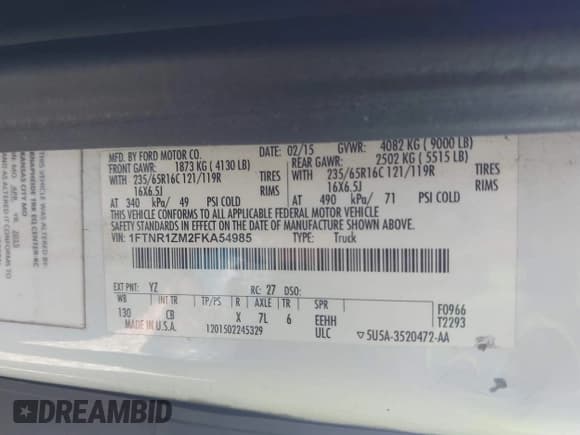 MFD. BY FORD MOTOR CO.
DATE: 02/15 GVWR: 4082 KG ( 9000 LB)
FRONT GAWR: 1873 KG ( 4130 LB)
REAR GAWR: 2502 KG ( 5515 LB)
WITH 235/65R16C 121/119R TIRES
WITH 235/65R16C 121/119R TIRES
16X6.5J RIMS
16X6.5J RIMS
AT 340 kPa/ 49 PSI COLD
AT 490 kPa/ 71 PSI COLD
THIS VEHICLE CONFORMS TO ALL APPLICABLE FEDERAL MOTOR VEHICLE
SAFETY STANDARDS IN EFFECT ON THE DATE OF MANUFACTURE SHOWN ABOVE.
VIN: 1FTNR1ZM2FKA54985 TYPE: Truck
EXT PNT: YZ RC: 27 DSO:
WB INT TR TP/PS R AXLE TR SPR
130 CB X 7L 6 EEHH
F0966
T2293
MADE IN U.S.A. 1201502245329 ULC
5U5A-3520472-AA
KANSAS CITY MO
DREAMBID